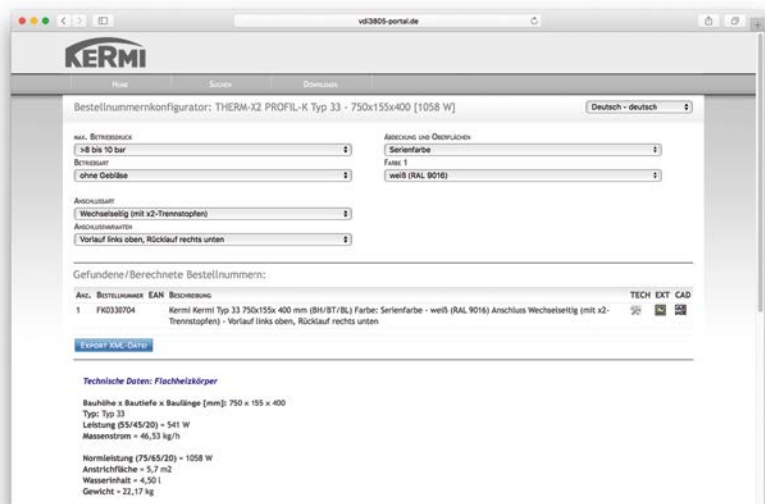 vdi3805-portal.de
KERMI
HOME SUCHEN DOWNLOADS
Bestellnummernkonfigurator: THERM-X2 PROFIL-K Typ 33 - 750x155x400 [1058 W]
Deutsch - deutsch
MAX. BETRIEBSDRUCK
>8 bis 10 bar
BETRIEBSART
ohne Gebläse
ABDECKUNG UND OBERFLÄCHEN
Serienfarbe
FARBE 1
weiß (RAL 9016)
ANSCHLUSSART
Wechselseitig (mit x2-Trennstopfen)
ANSCHLUSSVARIANTEN
Vorlauf links oben, Rücklauf rechts unten
Gefundene/Berechnete Bestellnummern:
ANZ. BESTELLNUMMER EAN BESCHREIBUNG TECH EXT CAD
1 FK0330704 Kermi Kermi Typ 33 750x155x 400 mm (BH/BT/BL) Farbe: Serienfarbe - weiß (RAL 9016) Anschluss Wechselseitig (mit x2-
Trennstopfen) - Vorlauf links oben, Rücklauf rechts unten
EXPORT XML-DATEI
Technische Daten: Flachheizkörper
Bauhöhe x Bautiefe x Baulänge [mm]: 750 x 155 x 400
Typ: Typ 33
Leistung (55/45/20) = 541 W
Massenstrom = 46,53 kg/h
Normleistung (75/65/20) = 1058 W
Anstrichfläche = 5,7 m2
Wasserinhalt = 4,50 l
Gewicht = 22,17 kg